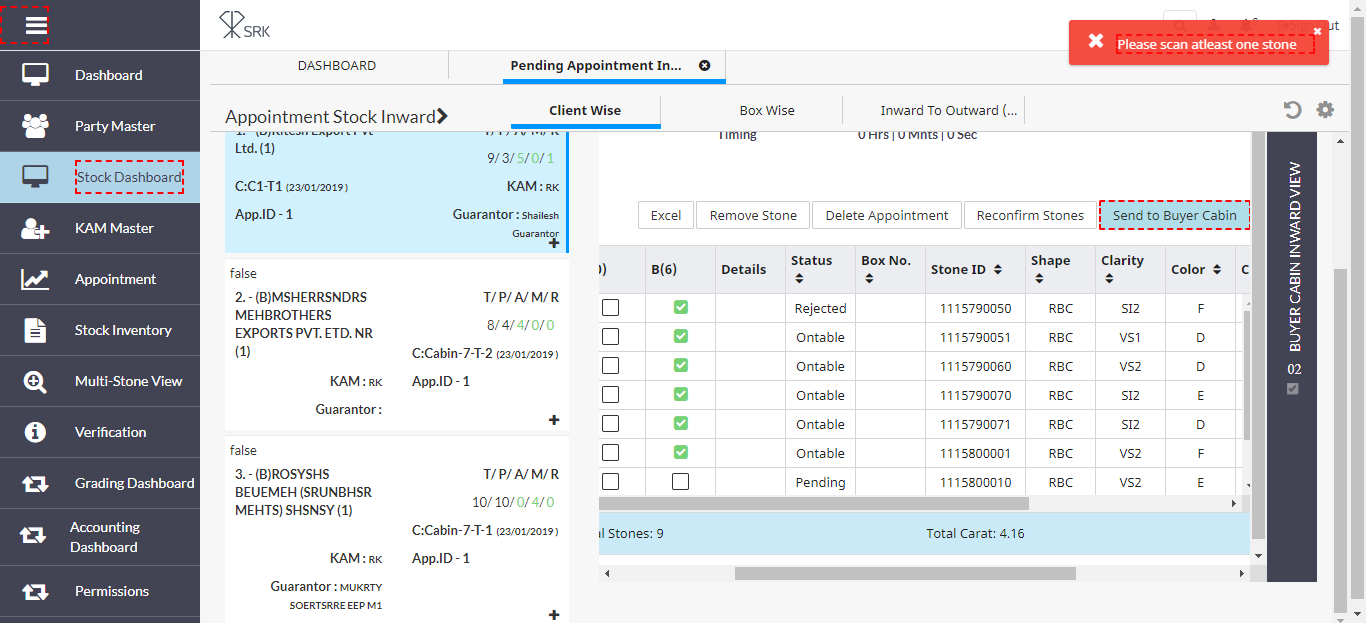 SRK
Sign out
Please scan atleast one stone
Dashboard
Party Master
Stock Dashboard
KAM Master
Appointment
Stock Inventory
Multi-Stone View
Verification
Grading Dashboard
Accounting
Dashboard
Permissions
DASHBOARD
Pending Appointment In...
Appointment Stock Inward
Client Wise
Box Wise
Inward To Outward (...
1. - (B)Ritesh Export Pvt
Ltd. (1)
T/ P/ A/ M/ R
9/ 3/ 5/ 0/ 1
C:C1-T1 (23/01/2019 )
KAM : RK
App.ID - 1
Guarantor : Shailesh
Guarantor
false
2. - (B)MSHERRSNDRS
MEHBROTHERS
EXPORTS PVT. ETD. NR
(1)
T/ P/ A/ M/ R
8/ 4/ 4/ 0/ 0
C:Cabin-7-T-2 (23/01/2019 )
KAM : RK
App.ID - 1
Guarantor :
false
3. - (B)ROSYSHS
BEUEMEH (SRUNBHSR
MEHTS) SHSNSY (1)
T/ P/ A/ M/ R
10/ 10/ 0/ 4/ 0
C:Cabin-7-T-1 (23/01/2019 )
KAM : RK
App.ID - 1
Guarantor : MUKRTY
SOERTSRRE EEP M1
Timing
0 Hrs | 0 Mnts | 0 Sec
Excel
Remove Stone
Delete Appointment
Reconfirm Stones
Send to Buyer Cabin
) B(6) Details Status Box No. Stone ID Shape Clarity Color C
Rejected 1115790050 RBC SI2 F
Ontable 1115790051 RBC VS1 D
Ontable 1115790060 RBC VS2 D
Ontable 1115790070 RBC SI2 E
Ontable 1115790071 RBC SI2 D
Ontable 1115800001 RBC VS2 F
Pending 1115800010 RBC VS2 E
al Stones: 9
Total Carat: 4.16
BUYER CABIN INWARD VIEW
02